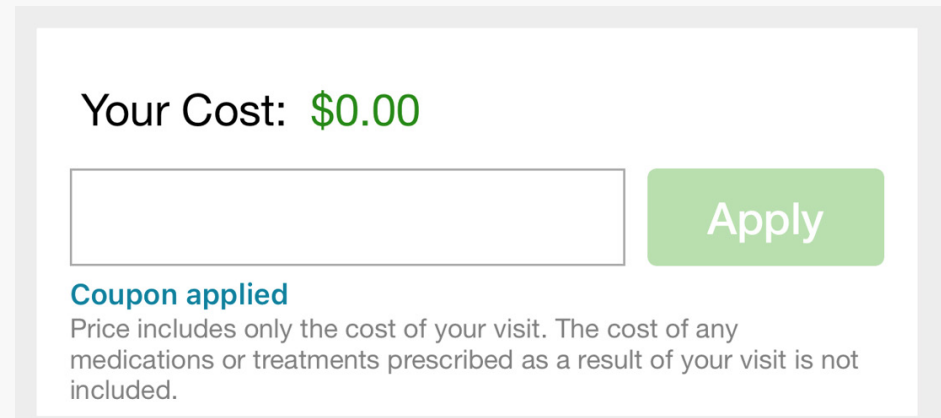 Your Cost: $0.00
Apply
Coupon applied
Price includes only the cost of your visit. The cost of any
medications or treatments prescribed as a result of your visit is not
included.